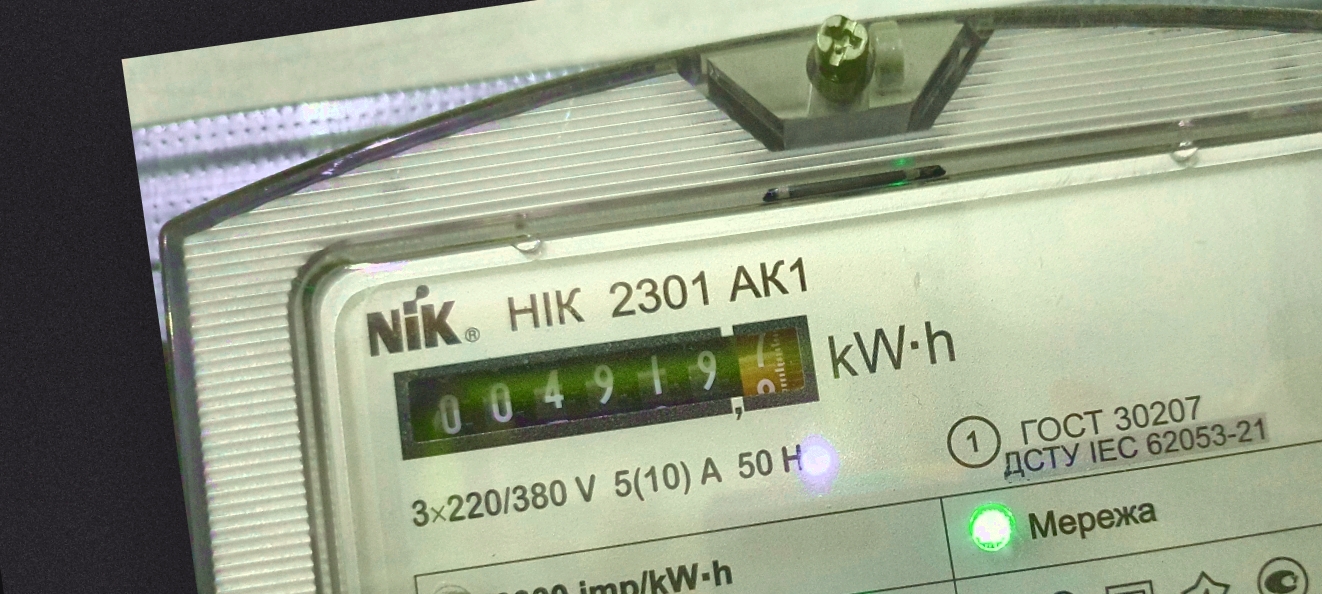 NiK® НІК 2301 АК1
004919,7 kW·h
3×220/380 V 5(10) A 50 H
1 ГОСТ 30207
ДСТУ IEC 62053-21
Мережа
imp/kW·h